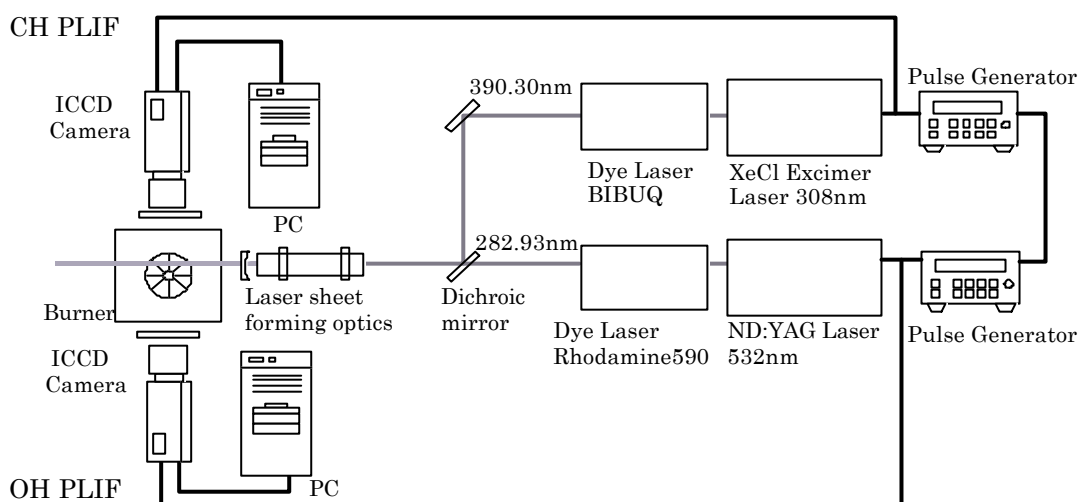 CH PLIF
ICCD
Camera
PC
390.30nm
Dye Laser
BIBUQ
XeCl Excimer
Laser 308nm
Pulse Generator
282.93nm
Burner
Laser sheet
forming optics
Dichroic
mirror
Dye Laser
Rhodamine590
ND:YAG Laser
532nm
Pulse Generator
ICCD
Camera
OH PLIF
PC